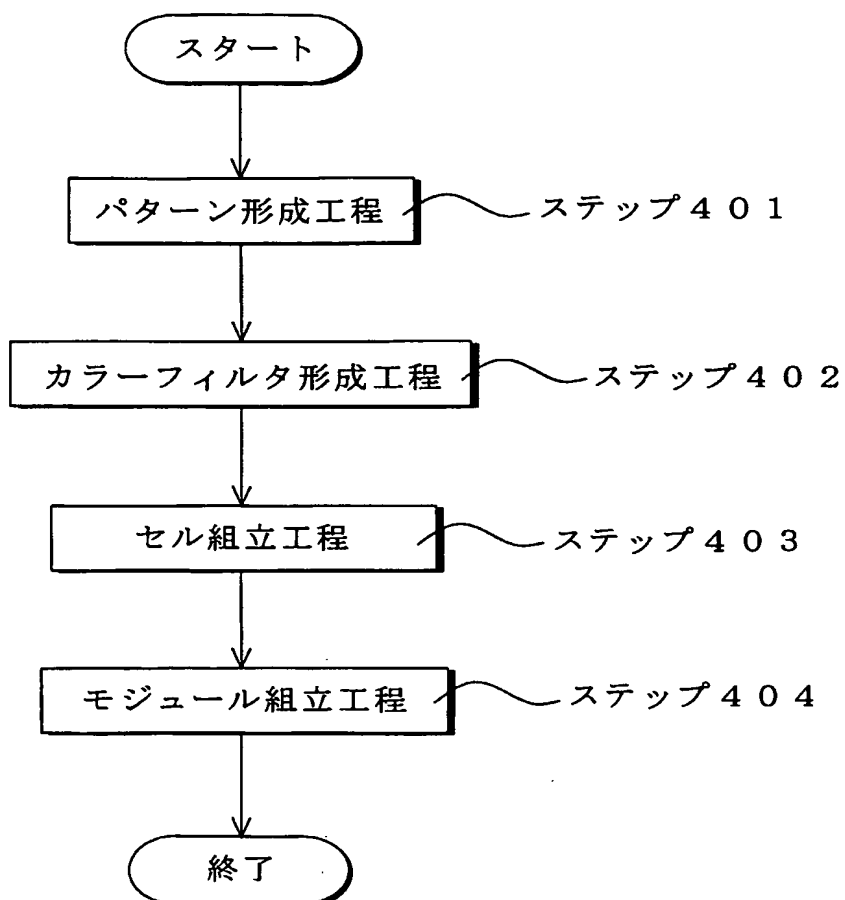 スタート
パターン形成工程
ステップ401
カラーフィルタ形成工程
ステップ402
セル組立工程
ステップ403
モジュール組立工程
ステップ404
終了